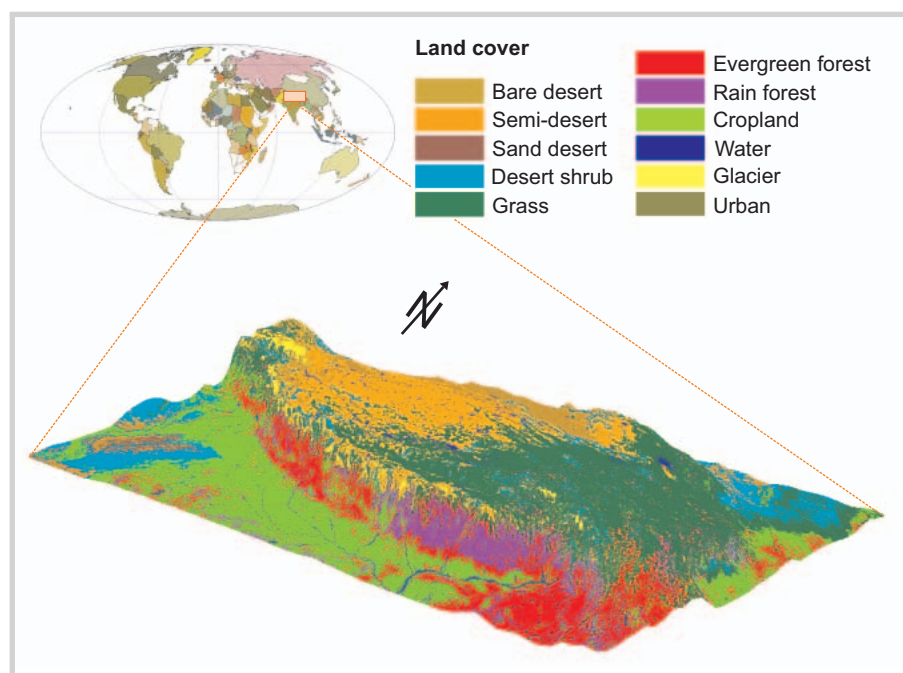 Land cover
Bare desert
Semi-desert
Sand desert
Desert shrub
Grass
Evergreen forest
Rain forest
Cropland
Water
Glacier
Urban
N